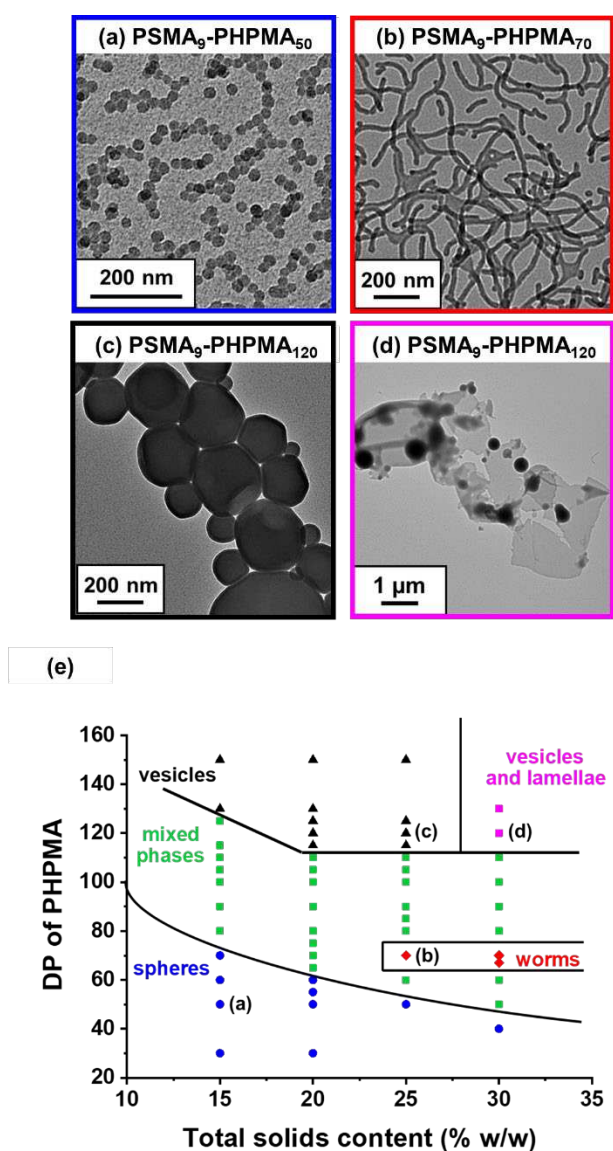 (a) PSMA₉-PHPMA₅₀
200 nm
(b) PSMA₉-PHPMA₇₀
200 nm
(c) PSMA₉-PHPMA₁₂₀
200 nm
(d) PSMA₉-PHPMA₁₂₀
1 μm
(e)
DP of PHPMA
160
140
120
100
80
60
40
20
vesicles
vesicles
and lamellae
mixed
phases
(c)
(d)
(b)
worms
spheres
(a)
10
15
20
25
30
Total solids content (% w/w)